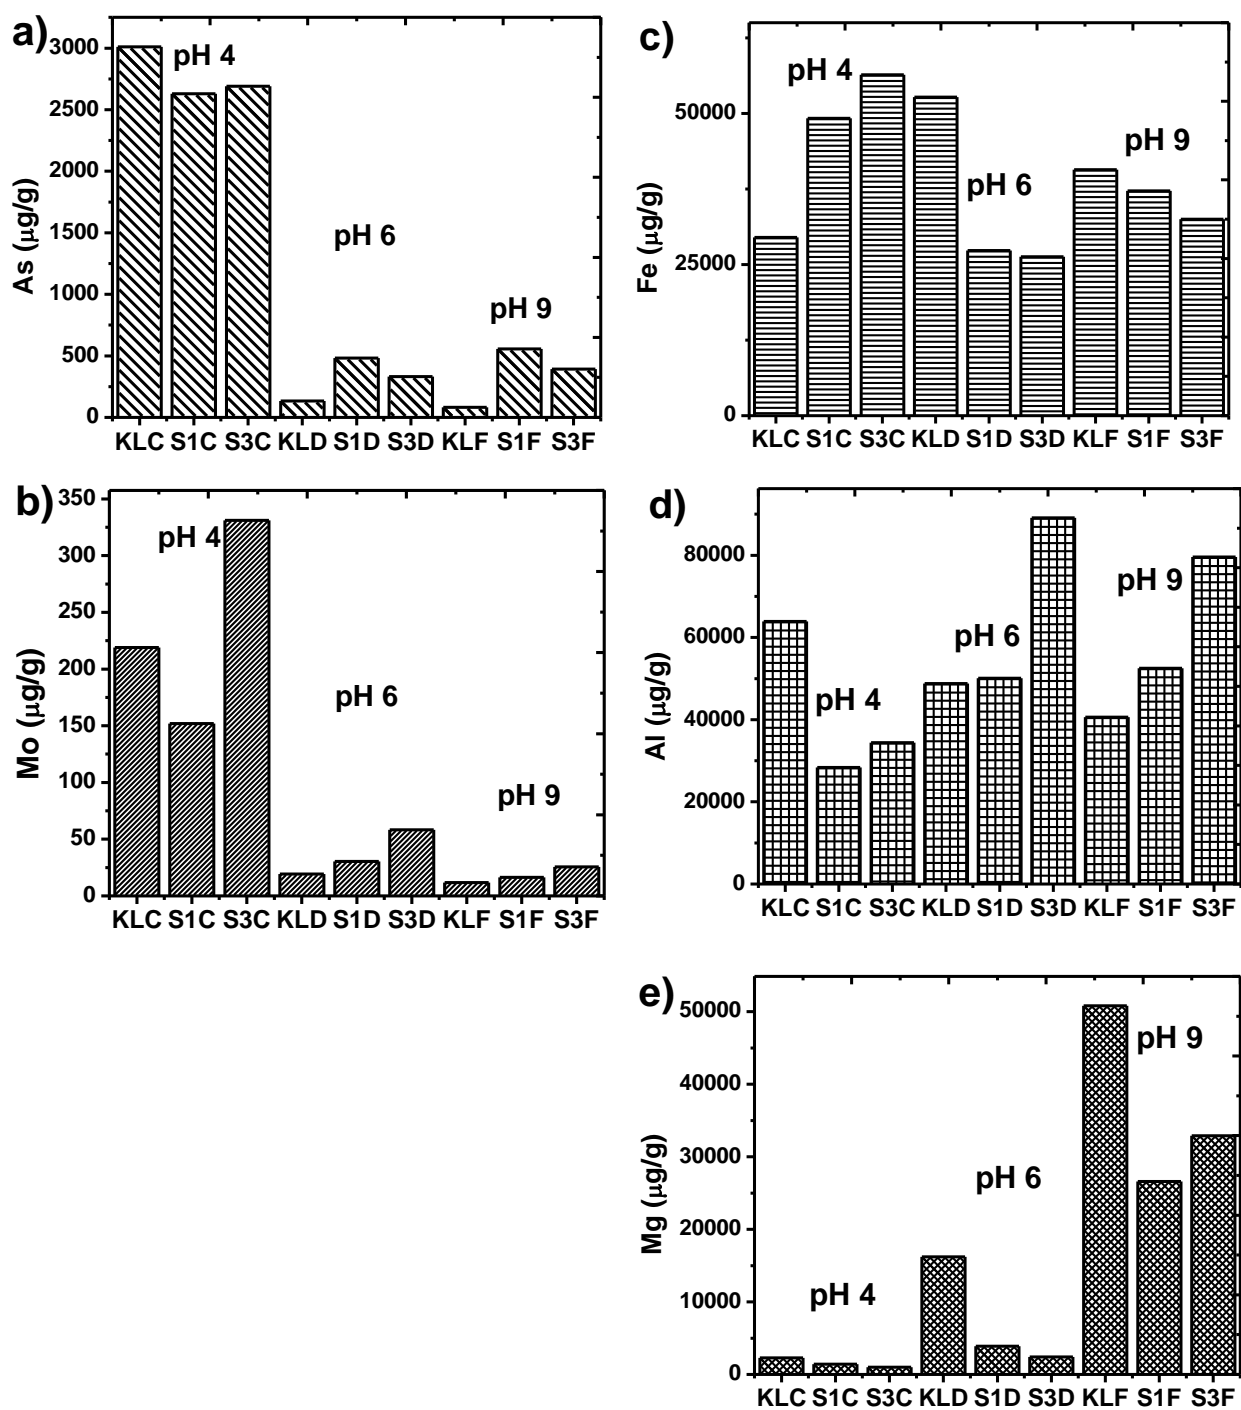 a)
As (µg/g)
3000
2500
2000
1500
1000
500
0
pH 4
pH 6
pH 9
KLC S1C S3C KLD S1D S3D KLF S1F S3F
b)
Mo (µg/g)
350
300
250
200
150
100
50
0
pH 4
pH 6
pH 9
KLC S1C S3C KLD S1D S3D KLF S1F S3F
c)
Fe (µg/g)
50000
25000
0
pH 4
pH 6
pH 9
KLC S1C S3C KLD S1D S3D KLF S1F S3F
d)
Al (µg/g)
80000
60000
40000
20000
0
pH 4
pH 6
pH 9
KLC S1C S3C KLD S1D S3D KLF S1F S3F
e)
Mg (µg/g)
50000
40000
30000
20000
10000
0
pH 4
pH 6
pH 9
KLC S1C S3C KLD S1D S3D KLF S1F S3F